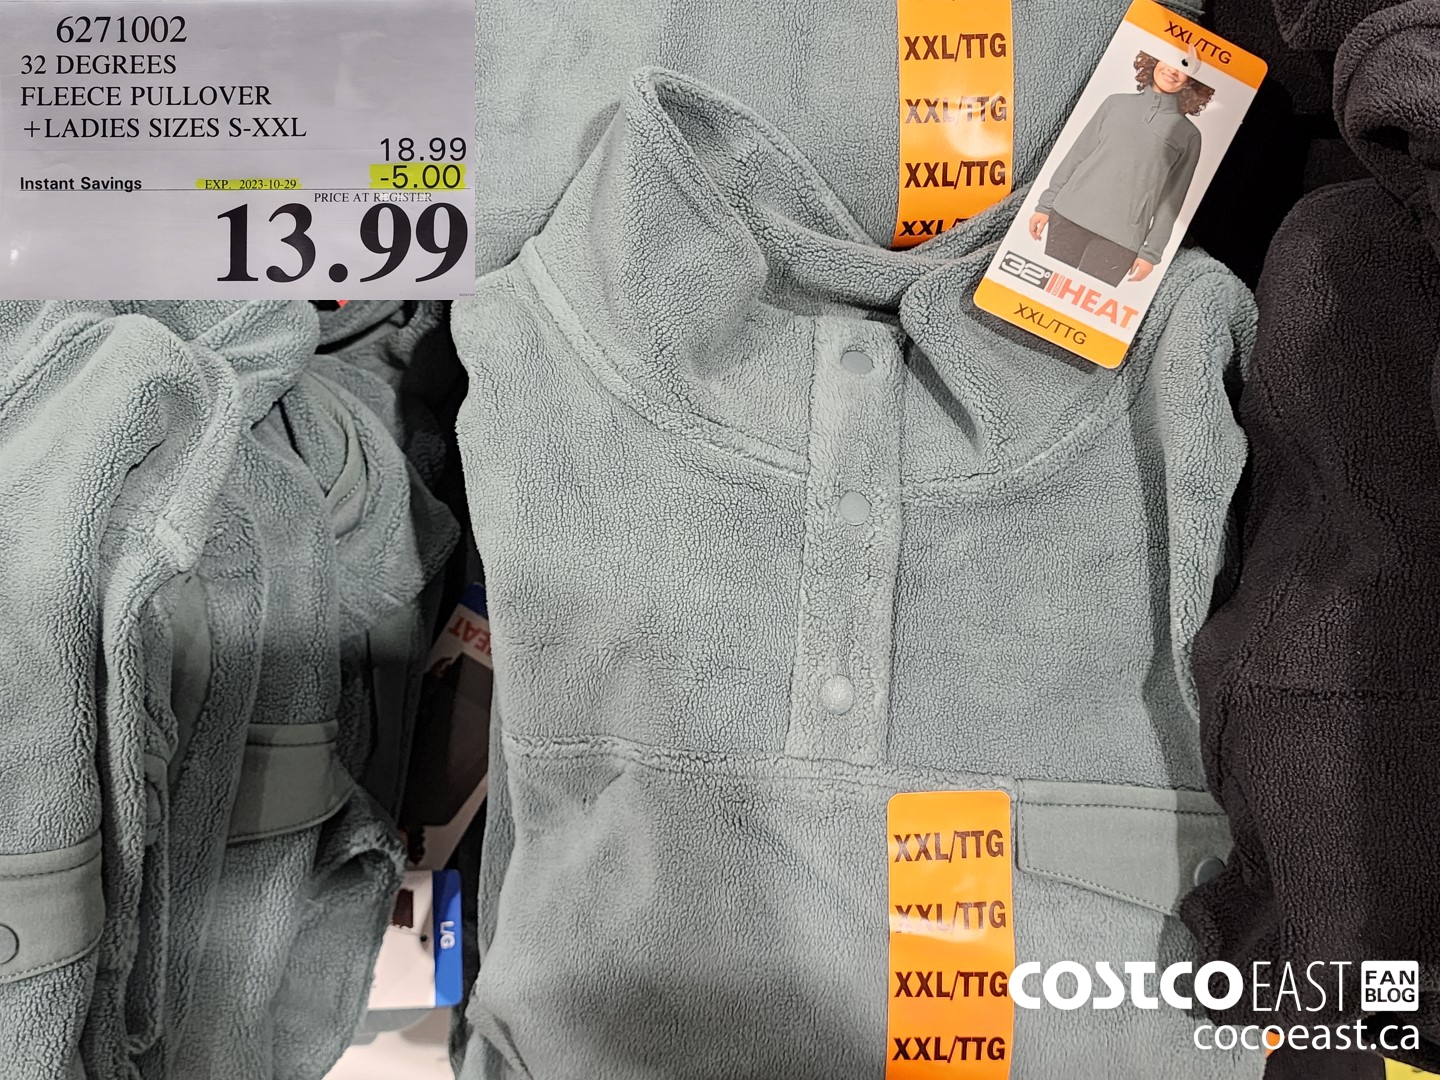 6271002
32 DEGREES
FLEECE PULLOVER
+LADIES SIZES S-XXL
18.99
Instant Savings EXP. 2023-10-29 -5.00
PRICE AT REGISTER
13.99
XXL/TTG
XXL/TTG
XXL/TTG
XXL/
XXL/TTG
32° HEAT
XXL/TTG
HEAT
L/G
XXL/TTG
XXL/TTG
XXL/TTG
XXL/TTG
COSTCO EAST FAN BLOG
cocoeast.ca